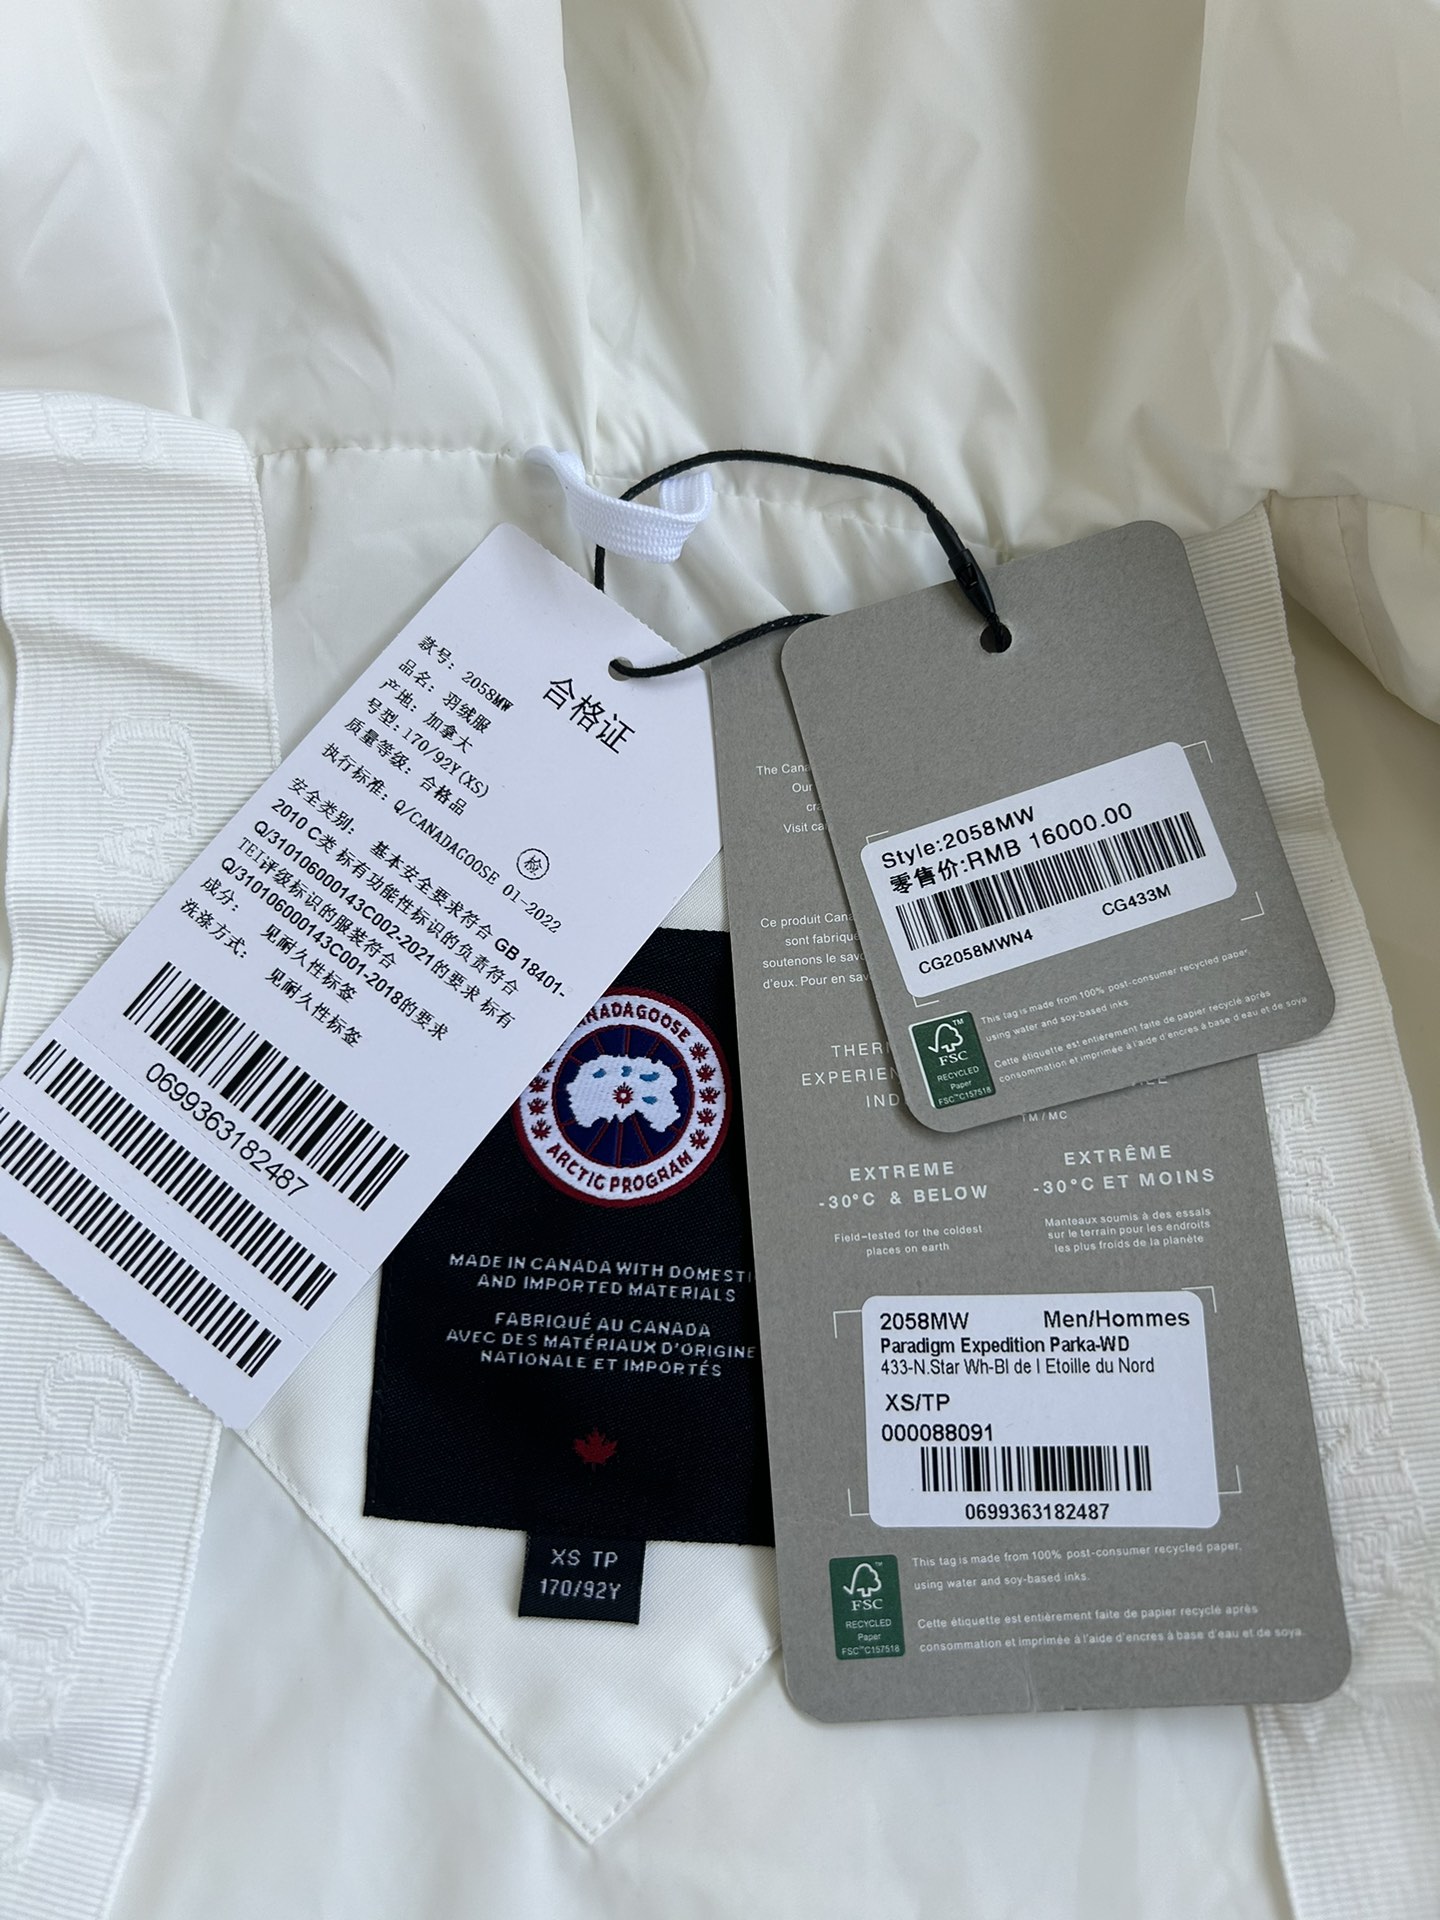 合格证
款号: 2058MW
品名: 羽绒服
产地: 加拿大
号型: 170/92Y(XS)
质量等级: 合格品
执行标准: Q/CANADAGOOSE 01-2022
检
安全类别: 基本安全要求符合 GB 18401-
2010 C类 标有功能性标识的负责符合
Q/3101060000143C002-2021的要求 标有
TEI评级标识的服装符合
Q/3101060000143C001-2018的要求
成分: 见耐久性标签
洗涤方式: 见耐久性标签
0699363182487
CANADA GOOSE
ARCTIC PROGRAM
MADE IN CANADA WITH DOMESTI
AND IMPORTED MATERIALS
FABRIQUÉ AU CANADA
AVEC DES MATÉRIAUX D'ORIGINE
NATIONALE ET IMPORTÉS
XS TP
170/92Y
Style:2058MW
零售价:RMB 16000.00
CG2058MWN4
CG433M
This tag is made from 100% post-consumer recycled paper,
using water and soy-based inks.
Cette étiquette est entièrement faite de papier recyclé après
consommation et imprimée à l'aide d'encres à base d'eau et de soya
FSC
RECYCLED
Paper
FSC™C157518
The Cana
Our
cra
Visit ca
Ce produit Cana
sont fabriqué
soutenons le savo
d'eux. Pour en sav
THER
EXPERIEN
IND
TM/MC
EXTREME
-30°C & BELOW
Field-tested for the coldest
places on earth
EXTRÊME
-30°C ET MOINS
Manteaux soumis à des essais
sur le terrain pour les endroits
les plus froids de la planète
2058MW Men/Hommes
Paradigm Expedition Parka-WD
433-N.Star Wh-Bl de l Etoille du Nord
XS/TP
000088091
0699363182487
FSC
RECYCLED
Paper
FSC™C157518
This tag is made from 100% post-consumer recycled paper,
using water and soy-based inks.
Cette étiquette est entièrement faite de papier recyclé après
consommation et imprimée à l'aide d'encres à base d'eau et de soya